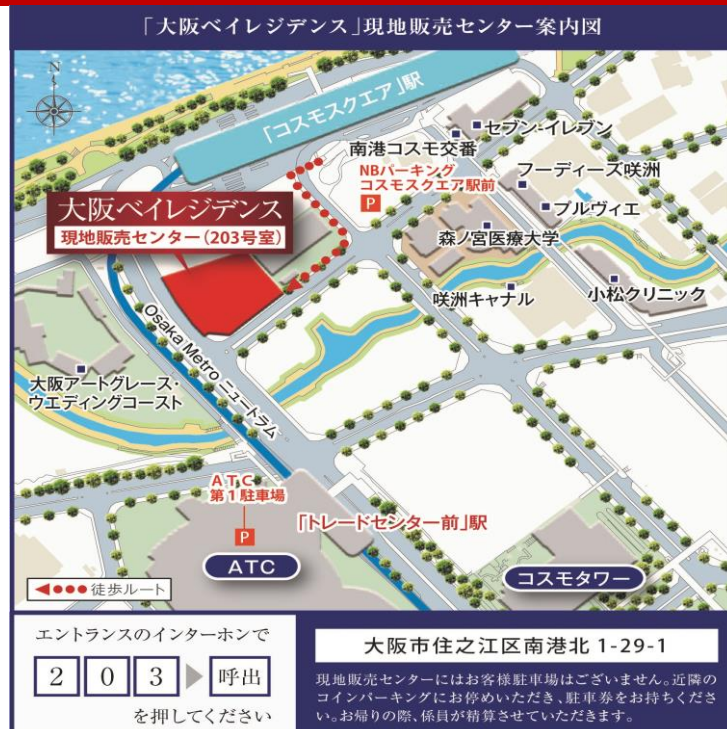 「大阪ベイレジデンス」現地販売センター案内図
N
「コスモスクエア」駅
南港コスモ交番
セブン-イレブン
NBパーキング
コスモスクエア駅前
P
フーディーズ咲洲
プルヴィエ
大阪ベイレジデンス
現地販売センター(203号室)
森ノ宮医療大学
咲洲キャナル
小松クリニック
Osaka Metro ニュートラム
大阪アートグレース・
ウエディングコースト
ATC
第1駐車場
P
「トレードセンター前」駅
ATC
コスモタワー
徒歩ルート
エントランスのインターホンで
2 0 3 呼出
を押してください
大阪市住之江区南港北 1-29-1
現地販売センターにはお客様駐車場はございません。近隣の
コインパーキングにお停めいただき、駐車券をお持ちくださ
い。お帰りの際、係員が精算させていただきます。